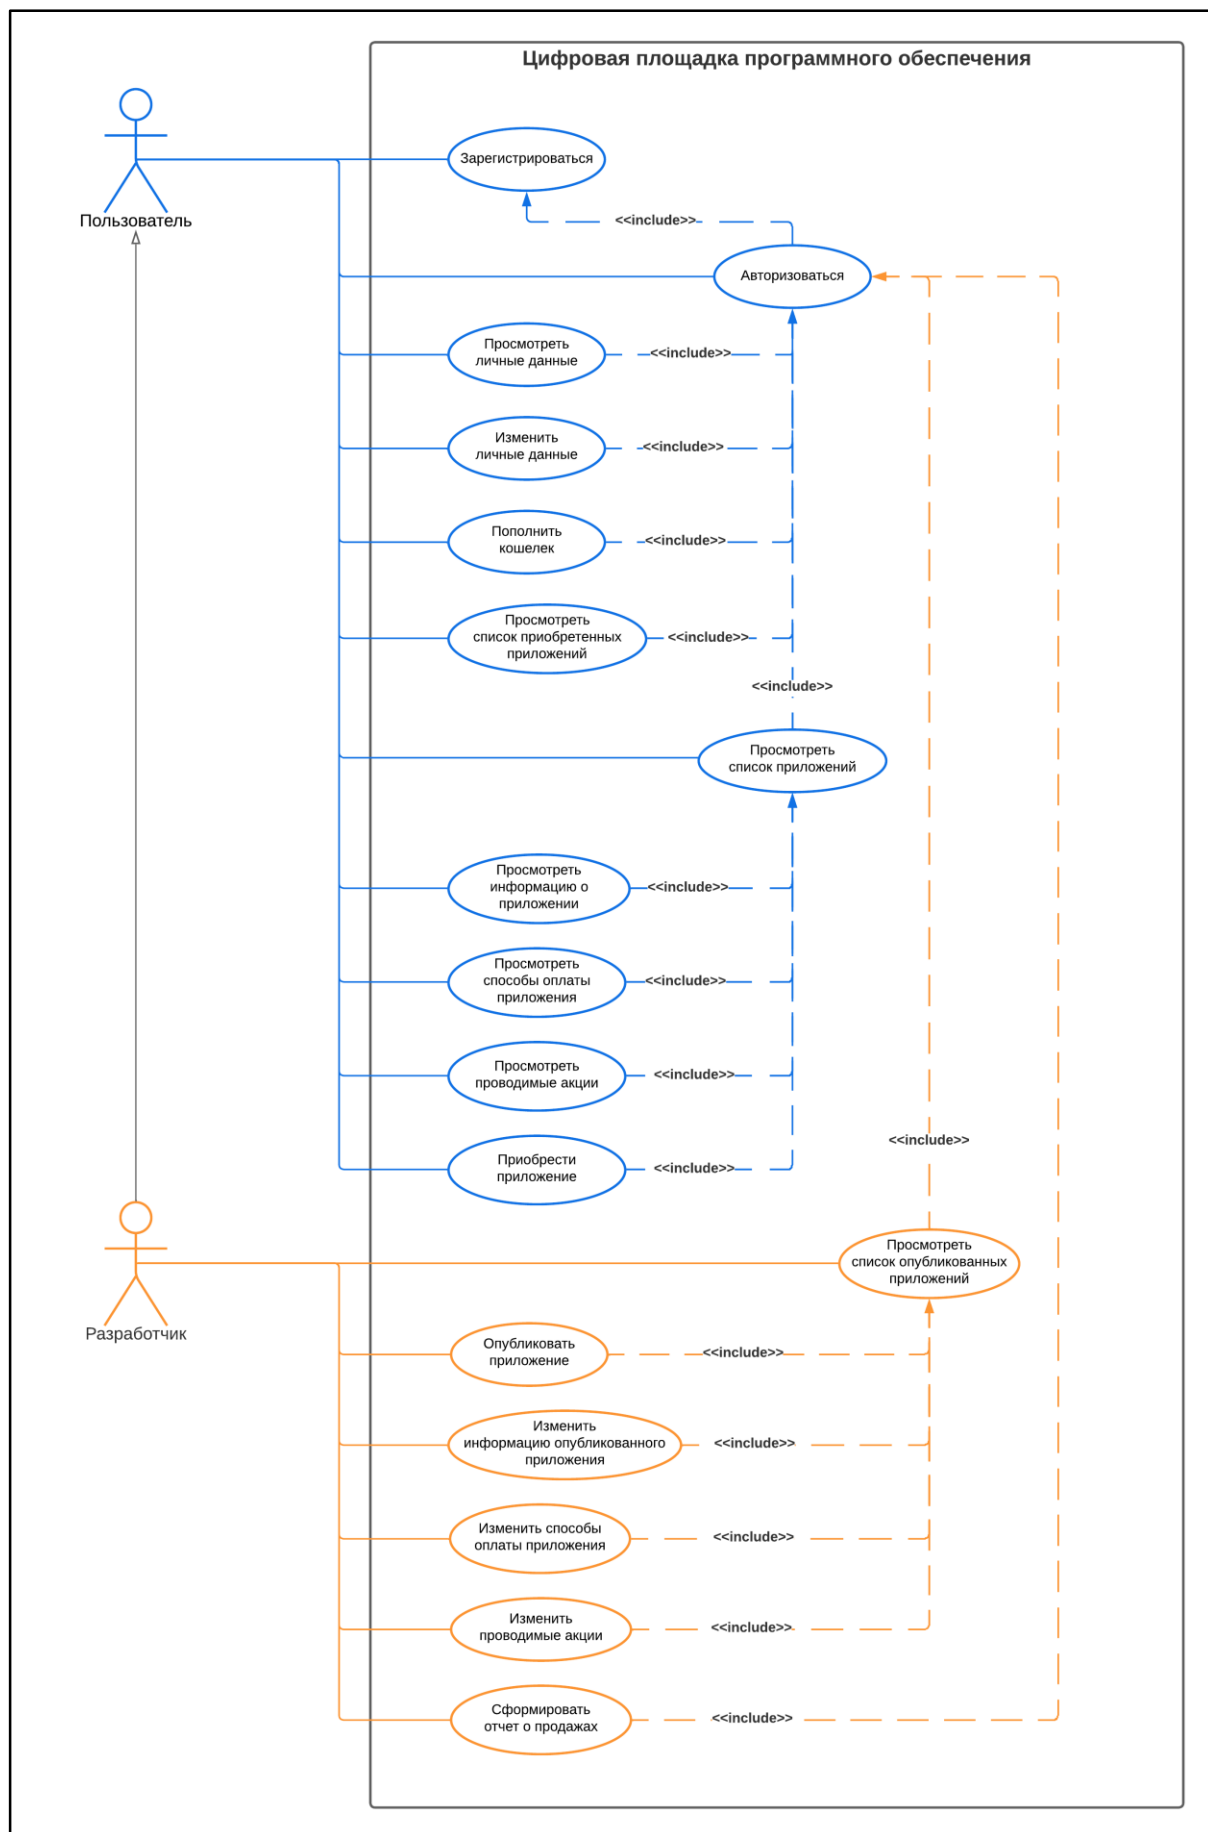 Цифровая площадка программного обеспечения
Зарегистрироваться
Пользователь
<<include>>
Авторизоваться
Просмотреть
личные данные
<<include>>
Изменить
личные данные
<<include>>
Пополнить
кошелек
<<include>>
Просмотреть
список приобретенных
приложений
<<include>>
<<include>>
Просмотреть
список приложений
Просмотреть
информацию о
приложении
<<include>>
Просмотреть
способы оплаты
приложения
<<include>>
Просмотреть
проводимые акции
<<include>>
<<include>>
Приобрести
приложение
<<include>>
Просмотреть
список опубликованных
приложений
Разработчик
Опубликовать
приложение
<<include>>
Изменить
информацию опубликованного
приложения
<<include>>
Изменить способы
оплаты приложения
<<include>>
Изменить
проводимые акции
<<include>>
Сформировать
отчет о продажах
<<include>>